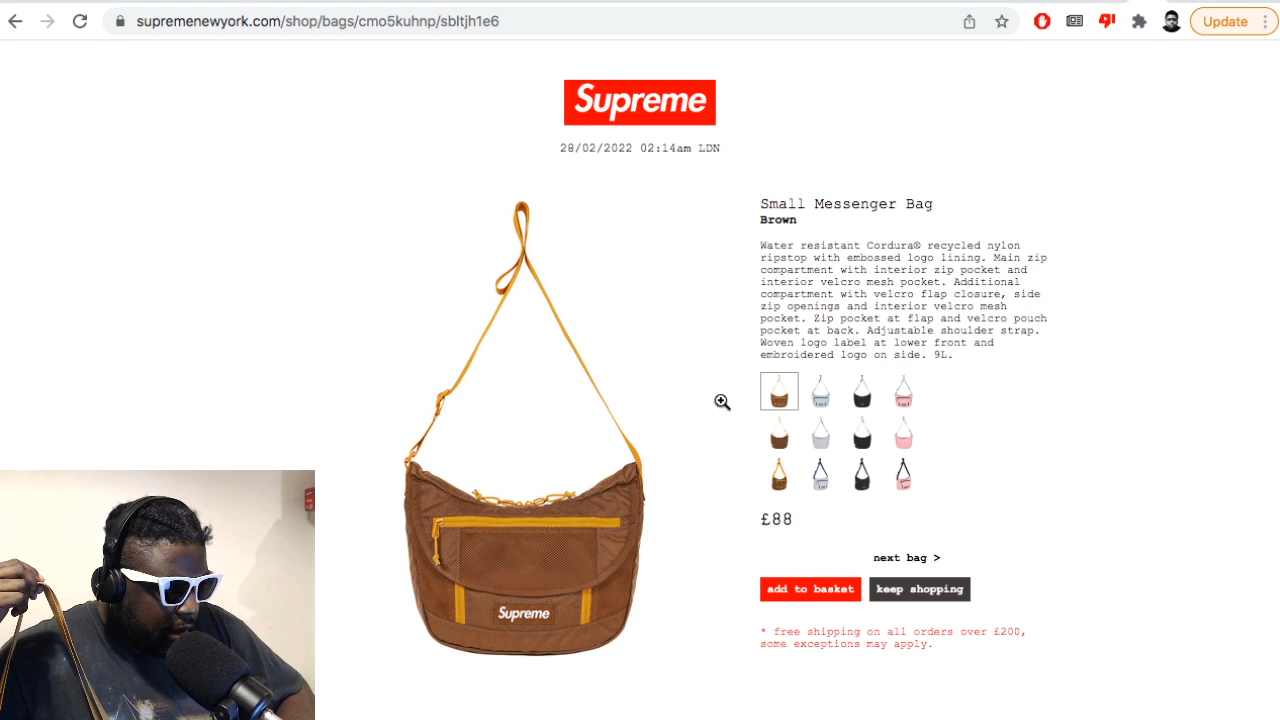 supremenewyork.com/shop/bags/cmo5kuhnp/sbltjh1e6
Update
Supreme
28/02/2022 02:14am LDN
Small Messenger Bag
Brown
Water resistant Cordura® recycled nylon
ripstop with embossed logo lining. Main zip
compartment with interior zip pocket and
interior velcro mesh pocket. Additional
compartment with velcro flap closure, side
zip openings and interior velcro mesh
pocket. Zip pocket at flap and velcro pouch
pocket at back. Adjustable shoulder strap.
Woven logo label at lower front and
embroidered logo on side. 9L.
£88
next bag >
add to basket
keep shopping
* free shipping on all orders over £200,
some exceptions may apply.
Supreme